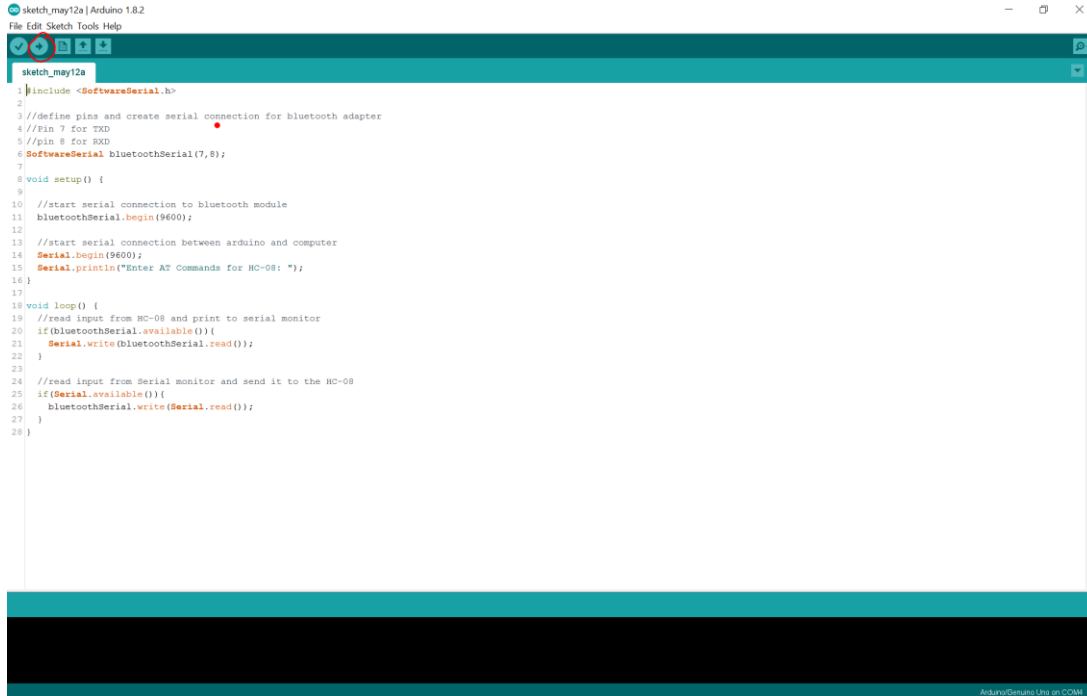 sketch_may12a | Arduino 1.8.2
File Edit Sketch Tools Help
sketch_may12a
1 #include <SoftwareSerial.h>
2
3 //define pins and create serial connection for bluetooth adapter
4 //Pin 7 for TXD
5 //pin 8 for RXD
6 SoftwareSerial bluetoothSerial(7,8);
7
8 void setup() {
9
10 //start serial connection to bluetooth module
11 bluetoothSerial.begin(9600);
12
13 //start serial connection between arduino and computer
14 Serial.begin(9600);
15 Serial.println("Enter AT Commands for HC-08: ");
16 }
17
18 void loop() {
19 //read input from HC-08 and print to serial monitor
20 if(bluetoothSerial.available()){
21 Serial.write(bluetoothSerial.read());
22 }
23
24 //read input from Serial monitor and send it to the HC-08
25 if(Serial.available()){
26 bluetoothSerial.write(Serial.read());
27 }
28 }
Arduino/Genuino Uno on COM4